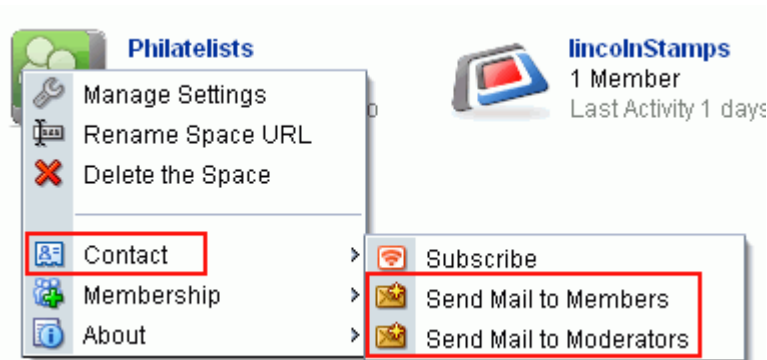 Philatelists
lincolnStamps
1 Member
Last Activity 1 days
Manage Settings
Rename Space URL
Delete the Space
Contact
Membership
About
Subscribe
Send Mail to Members
Send Mail to Moderators